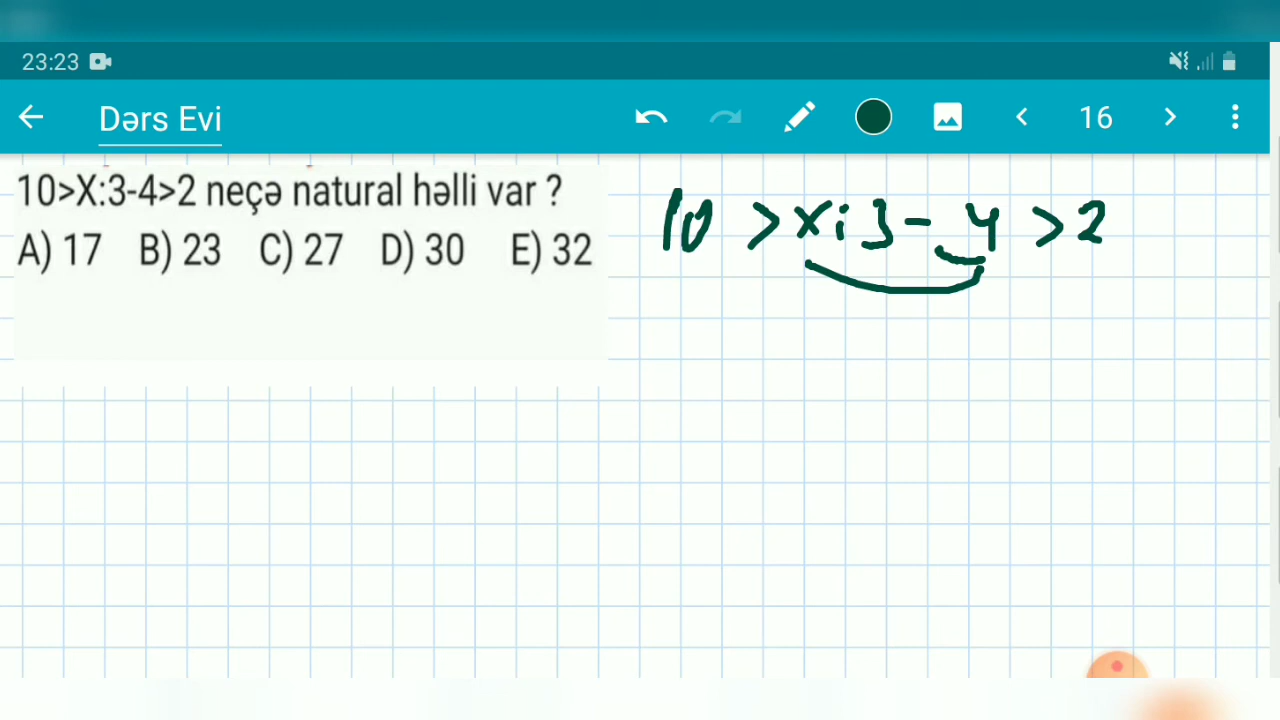 23:23
Dərs Evi
16
10>X:3-4>2 neçə natural həlli var ?
A) 17 B) 23 C) 27 D) 30 E) 32
10 >x:3- 4 >2